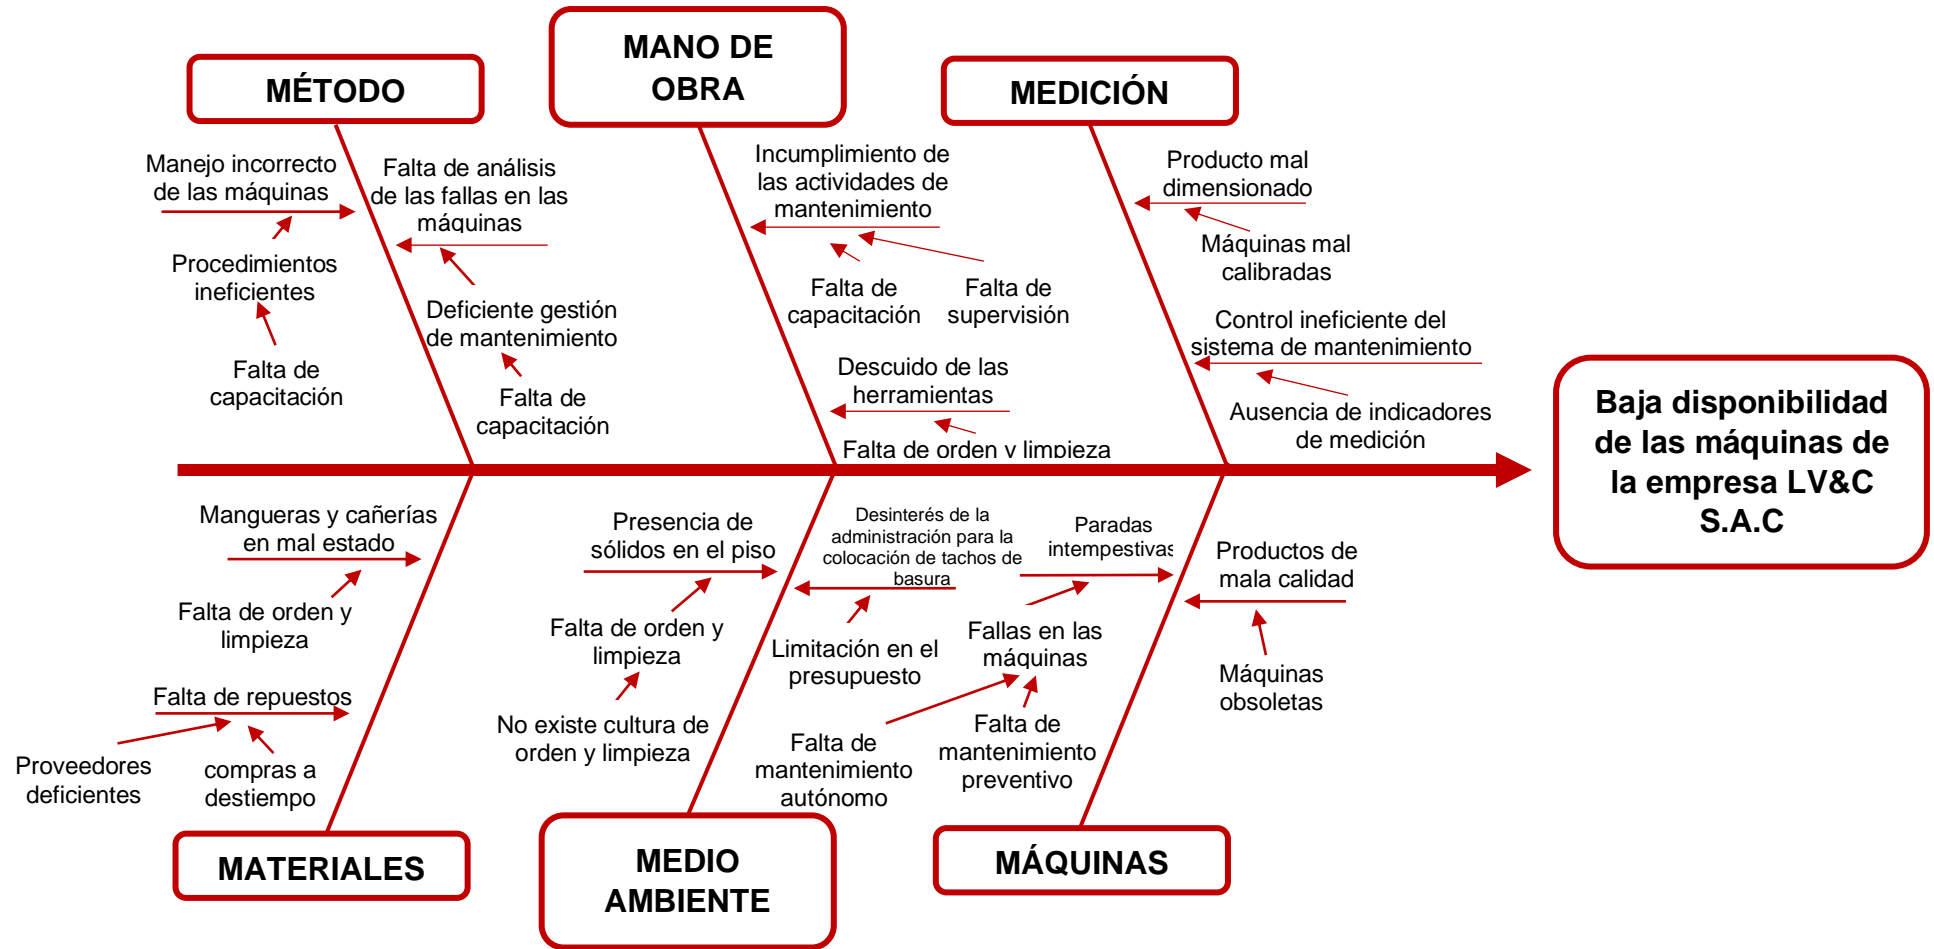 MÉTODO
MANO DE
OBRA
MEDICIÓN
Manejo incorrecto
de las máquinas
Procedimientos
ineficientes
Falta de
capacitación
Falta de análisis
de las fallas en las
máquinas
Deficiente gestión
de mantenimiento
Falta de
capacitación
Incumplimiento de
las actividades de
mantenimiento
Falta de
capacitación
Falta de
supervisión
Descuido de las
herramientas
Falta de orden y limpieza
Producto mal
dimensionado
Máquinas mal
calibradas
Control ineficiente del
sistema de mantenimiento
Ausencia de indicadores
de medición
Baja disponibilidad
de las máquinas de
la empresa LV&C
S.A.C
Mangueras y cañerías
en mal estado
Falta de orden y
limpieza
Falta de repuestos
Proveedores
deficientes
compras a
destiempo
Presencia de
sólidos en el piso
Falta de orden y
limpieza
No existe cultura de
orden y limpieza
Desinterés de la
administración para la
colocación de tachos de
basura
Limitación en el
presupuesto
Paradas
intempestivas
Fallas en las
máquinas
Falta de
mantenimiento
autónomo
Falta de
mantenimiento
preventivo
Productos de
mala calidad
Máquinas
obsoletas
MATERIALES
MEDIO
AMBIENTE
MÁQUINAS